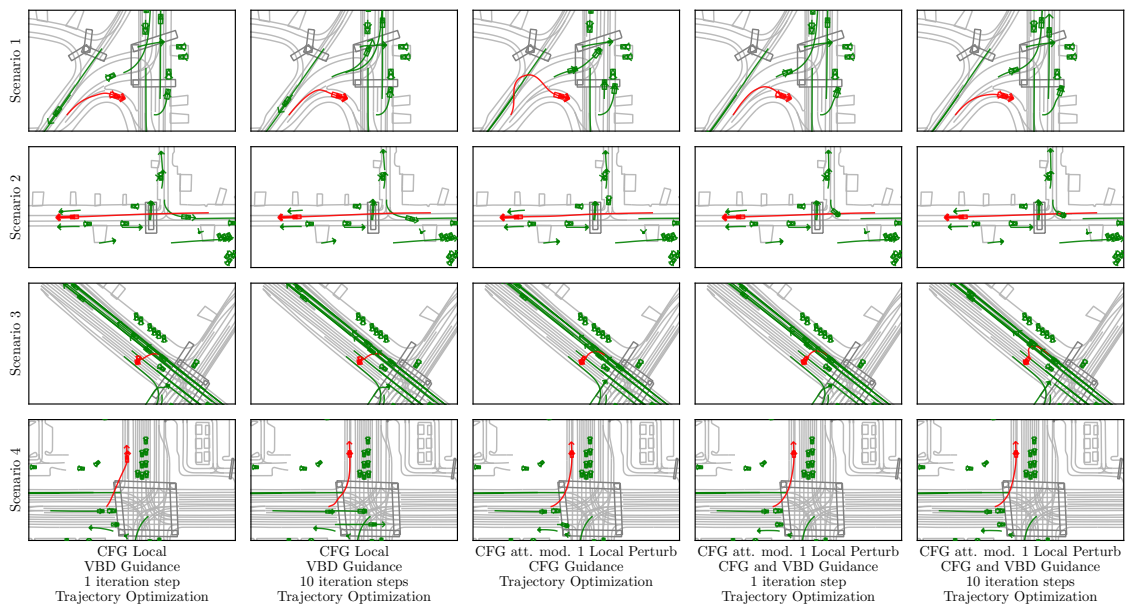 Scenario 1
Scenario 2
Scenario 3
Scenario 4
CFG Local
VBD Guidance
1 iteration step
Trajectory Optimization
CFG Local
VBD Guidance
10 iteration steps
Trajectory Optimization
CFG att. mod. 1 Local Perturb
CFG Guidance
Trajectory Optimization
CFG att. mod. 1 Local Perturb
CFG and VBD Guidance
1 iteration step
Trajectory Optimization
CFG att. mod. 1 Local Perturb
CFG and VBD Guidance
10 iteration steps
Trajectory Optimization